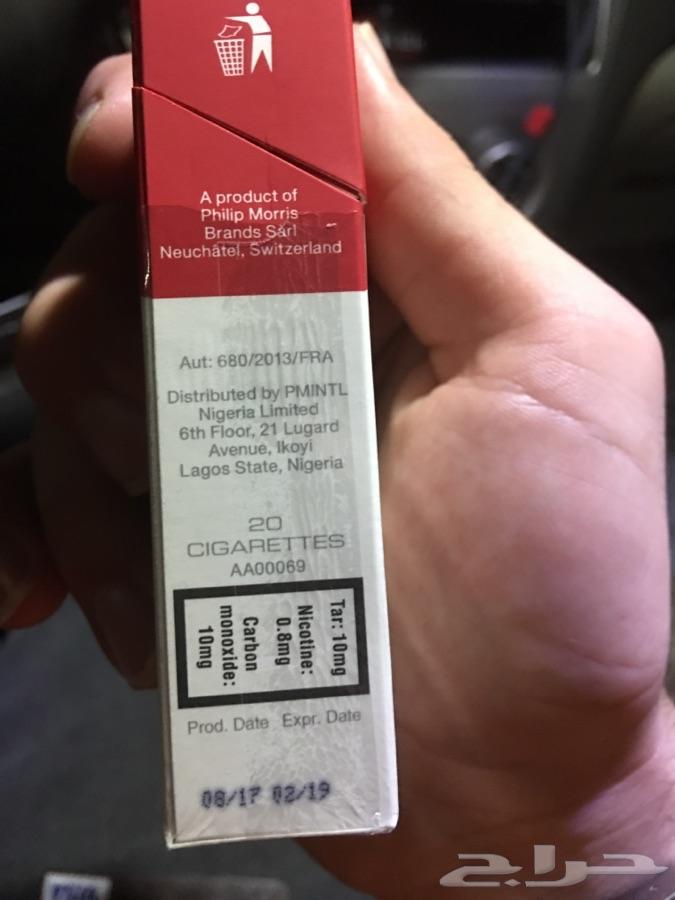 A product of
Philip Morris
Brands Sàrl
Neuchâtel, Switzerland
Aut: 680/2013/FRA
Distributed by PMINTL
Nigeria Limited
6th Floor, 21 Lugard
Avenue, Ikoyi
Lagos State, Nigeria
20
CIGARETTES
AA00069
Tar: 10mg
Nicotine:
0.8mg
Carbon
monoxide:
10mg
Prod. Date Expr. Date
08/17 02/19
حراج